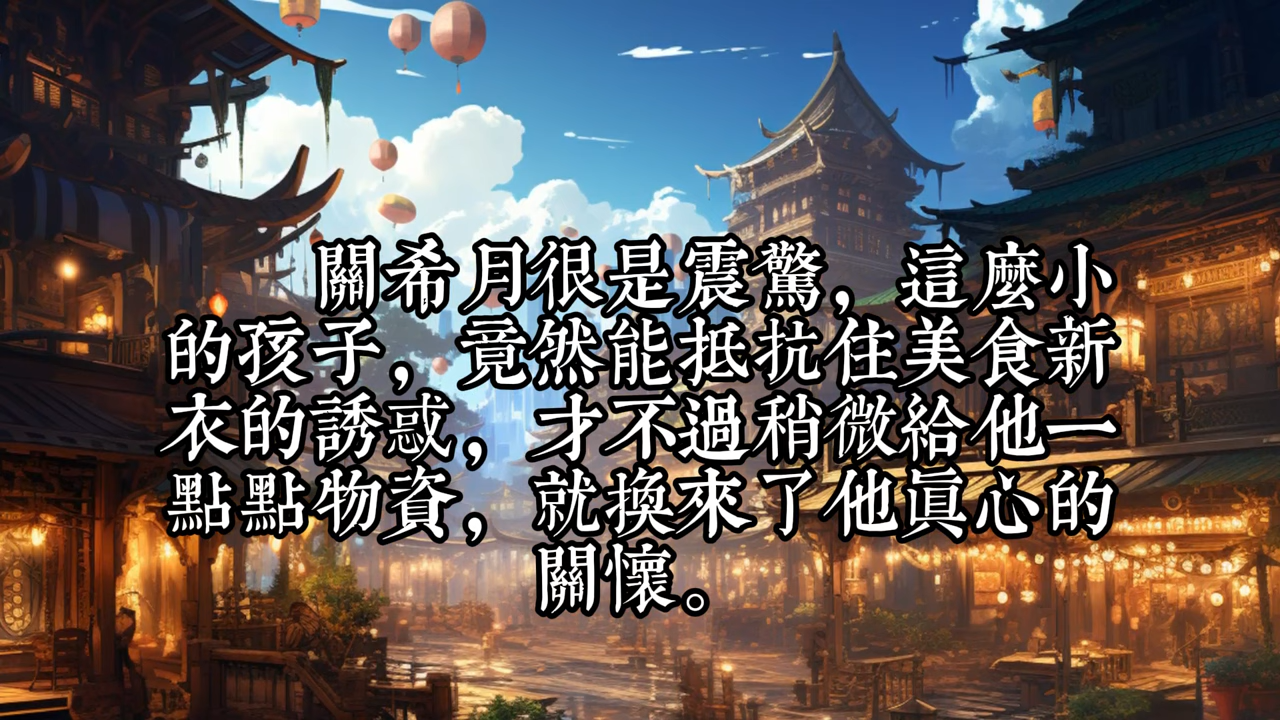 關希月很是震驚，這麼小
的孩子，竟然能抵抗住美食新
衣的誘惑，才不過稍微給他一
點點物資，就換來了他眞心的
關懷。